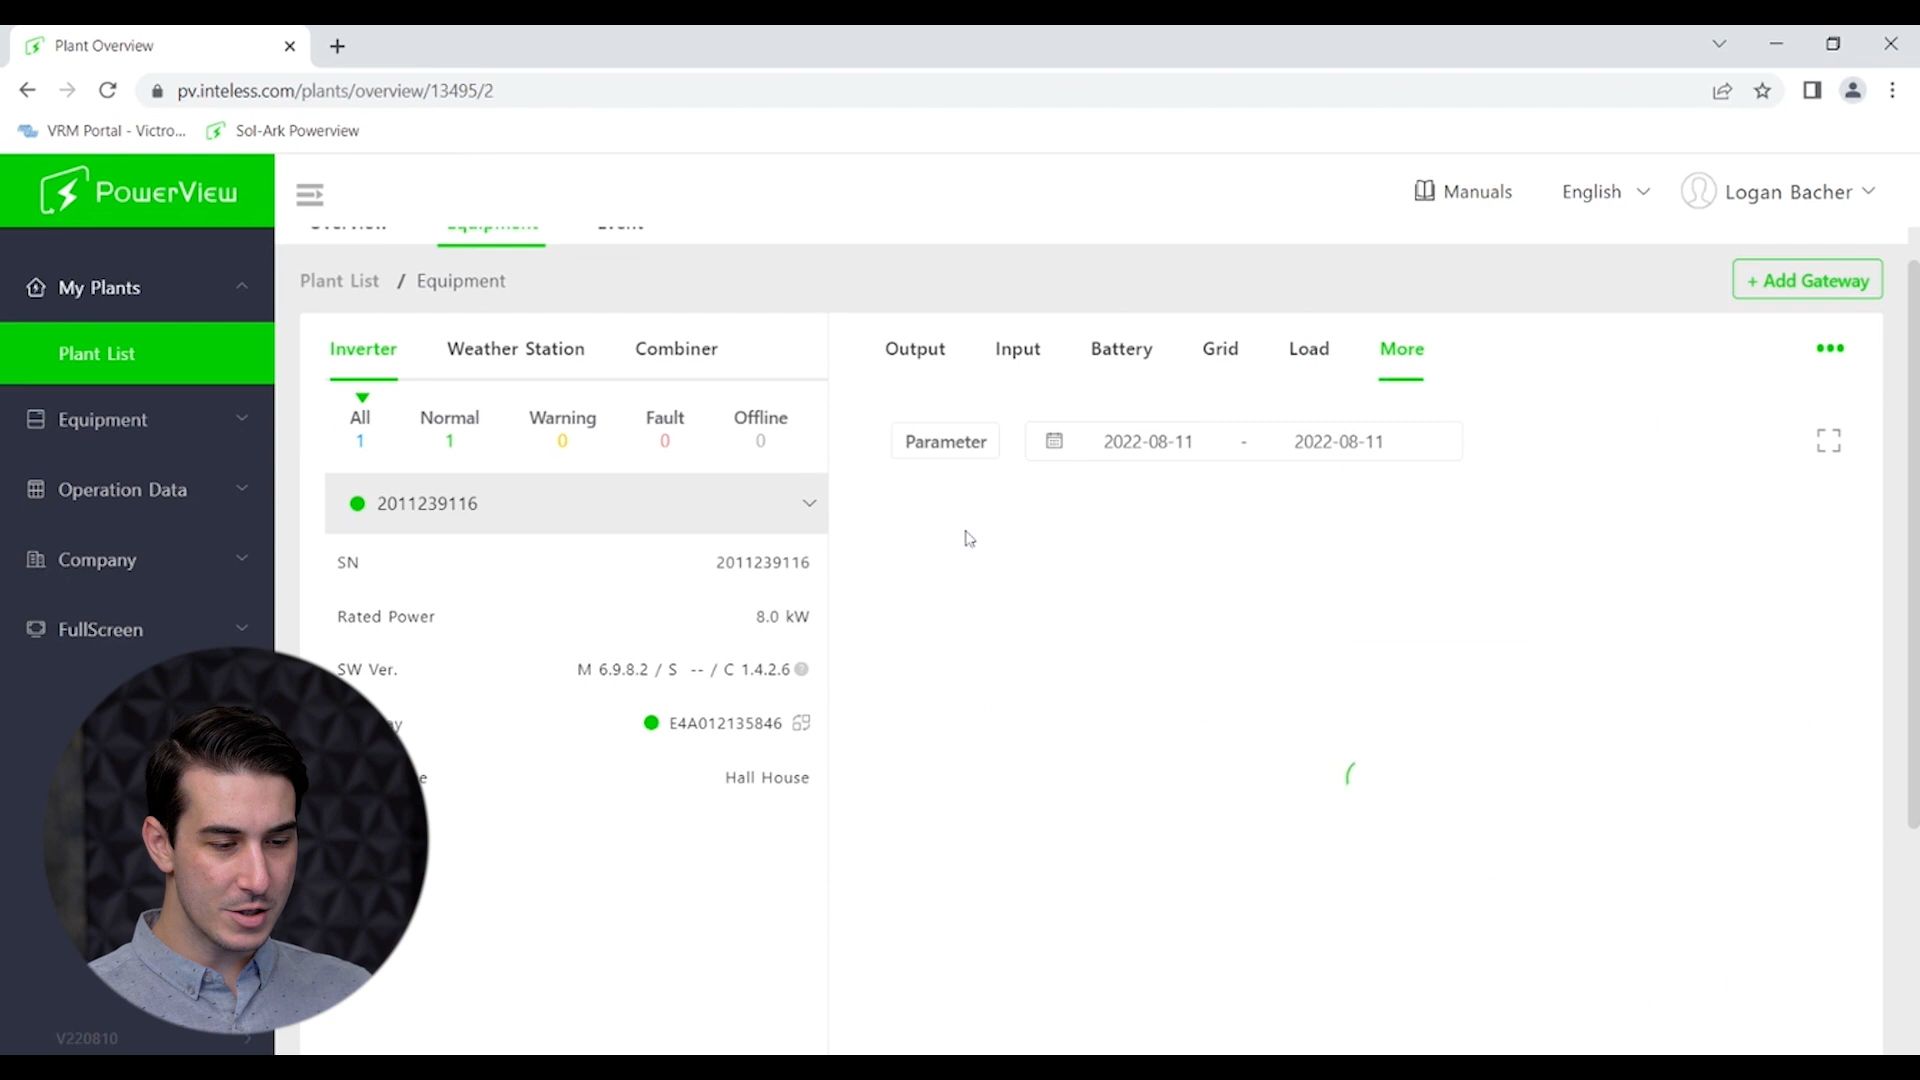 Plant Overview
pv.inteless.com/plants/overview/13495/2
VRM Portal - Victro... Sol-Ark Powerview
PowerView
Manuals English Logan Bacher
Overview Equipment Event
My Plants
Plant List / Equipment + Add Gateway
Plant List
Inverter Weather Station Combiner Output Input Battery Grid Load More
Equipment
All Normal Warning Fault Offline
1 1 0 0 0
Parameter 2022-08-11 - 2022-08-11
Operation Data
2011239116
Company
SN 2011239116
Rated Power 8.0 kW
FullScreen
SW Ver. M 6.9.8.2 / S -- / C 1.4.2.6
E4A012135846
Hall House
V220810